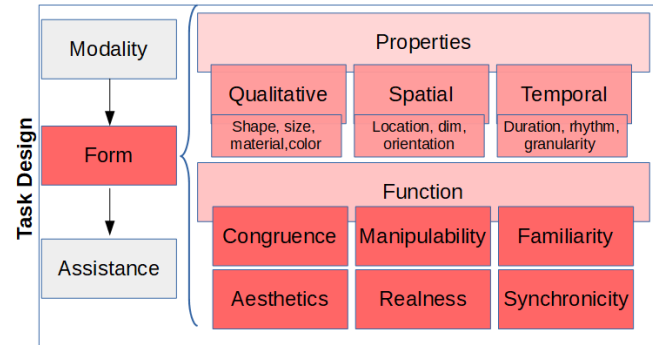 Task Design
Modality
Form
Assistance
Properties
Qualitative
Spatial
Temporal
Shape, size,
material,color
Location, dim,
orientation
Duration, rhythm,
granularity
Function
Congruence
Manipulability
Familiarity
Aesthetics
Realness
Synchronicity